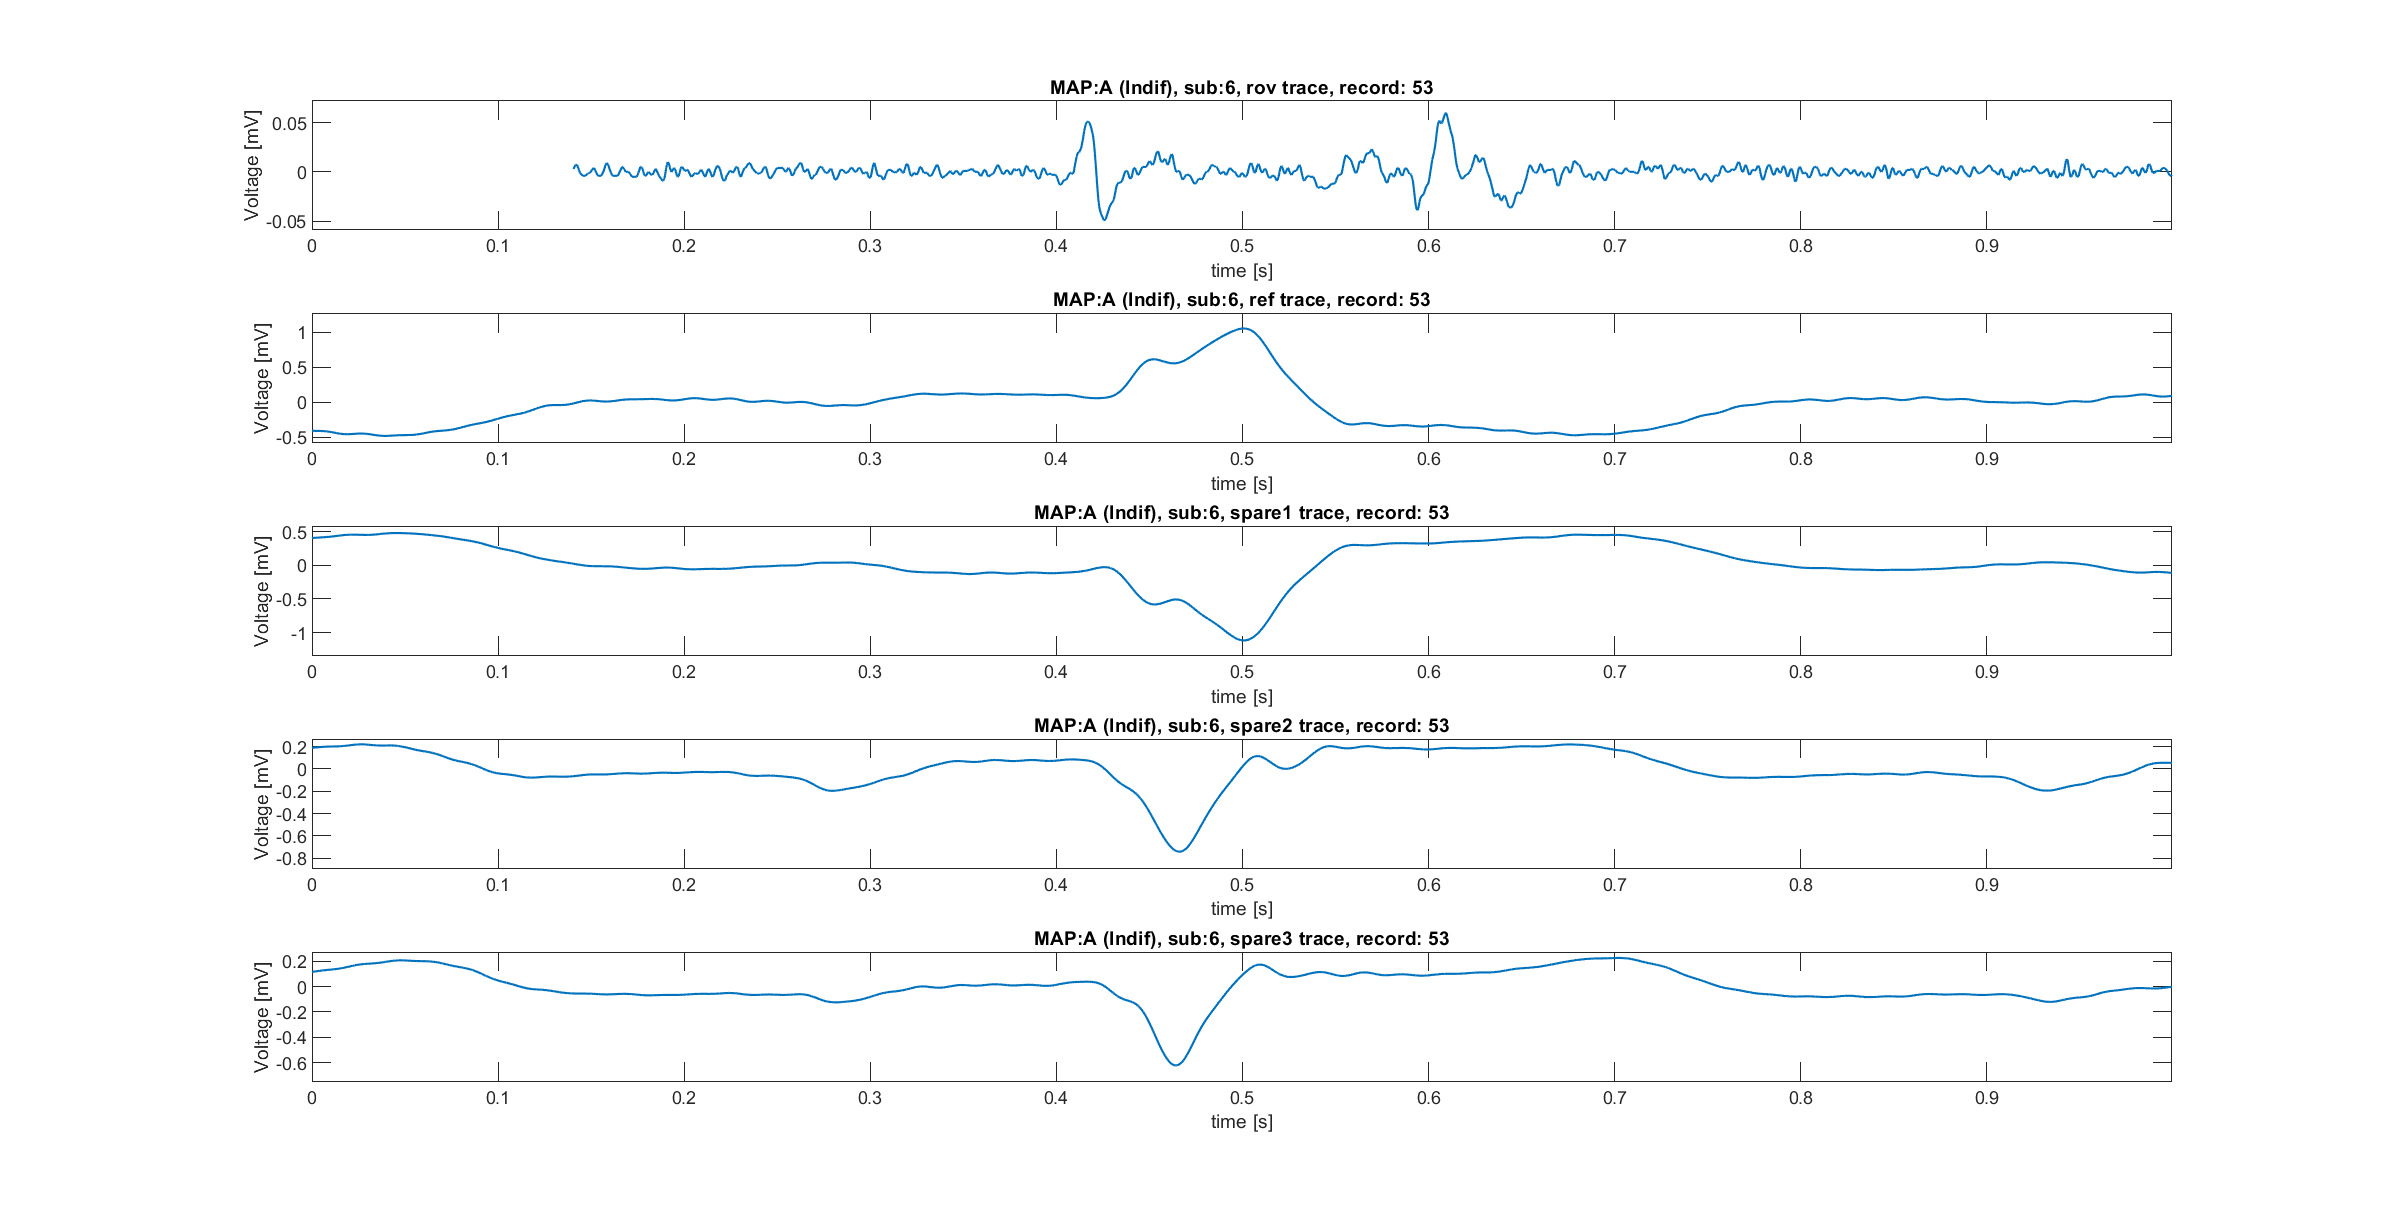 MAP:A (Indif), sub:6, rov trace, record: 53
Voltage [mV]
0.05
0
-0.05
0 0.1 0.2 0.3 0.4 0.5 0.6 0.7 0.8 0.9
time [s]
MAP:A (Indif), sub:6, ref trace, record: 53
Voltage [mV]
1
0.5
0
-0.5
0 0.1 0.2 0.3 0.4 0.5 0.6 0.7 0.8 0.9
time [s]
MAP:A (Indif), sub:6, spare1 trace, record: 53
Voltage [mV]
0.5
0
-0.5
-1
0 0.1 0.2 0.3 0.4 0.5 0.6 0.7 0.8 0.9
time [s]
MAP:A (Indif), sub:6, spare2 trace, record: 53
Voltage [mV]
0.2
0
-0.2
-0.4
-0.6
-0.8
0 0.1 0.2 0.3 0.4 0.5 0.6 0.7 0.8 0.9
time [s]
MAP:A (Indif), sub:6, spare3 trace, record: 53
Voltage [mV]
0.2
0
-0.2
-0.4
-0.6
0 0.1 0.2 0.3 0.4 0.5 0.6 0.7 0.8 0.9
time [s]